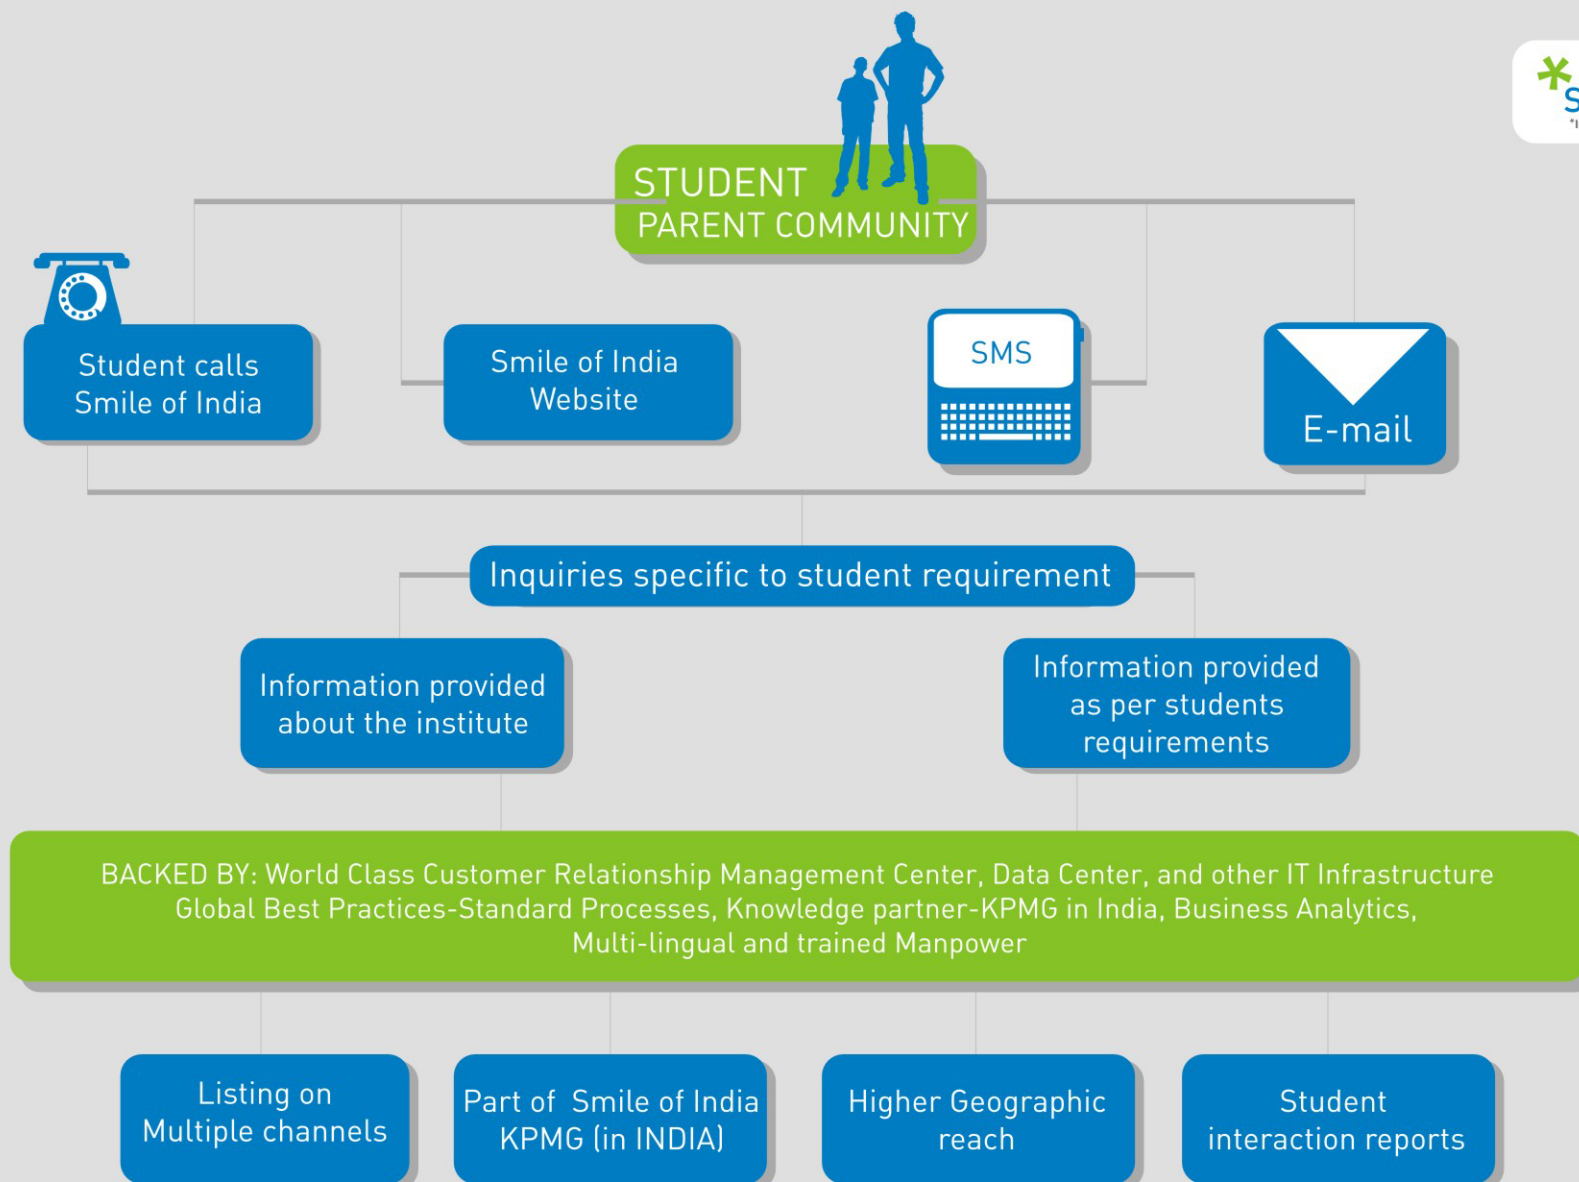 STUDENT
PARENT COMMUNITY
Student calls
Smile of India
Smile of India
Website
SMS
E-mail
Inquiries specific to student requirement
Information provided
about the institute
Information provided
as per students
requirements
BACKED BY: World Class Customer Relationship Management Center, Data Center, and other IT Infrastructure
Global Best Practices-Standard Processes, Knowledge partner-KPMG in India, Business Analytics,
Multi-lingual and trained Manpower
Listing on
Multiple channels
Part of Smile of India
KPMG (in INDIA)
Higher Geographic
reach
Student
interaction reports